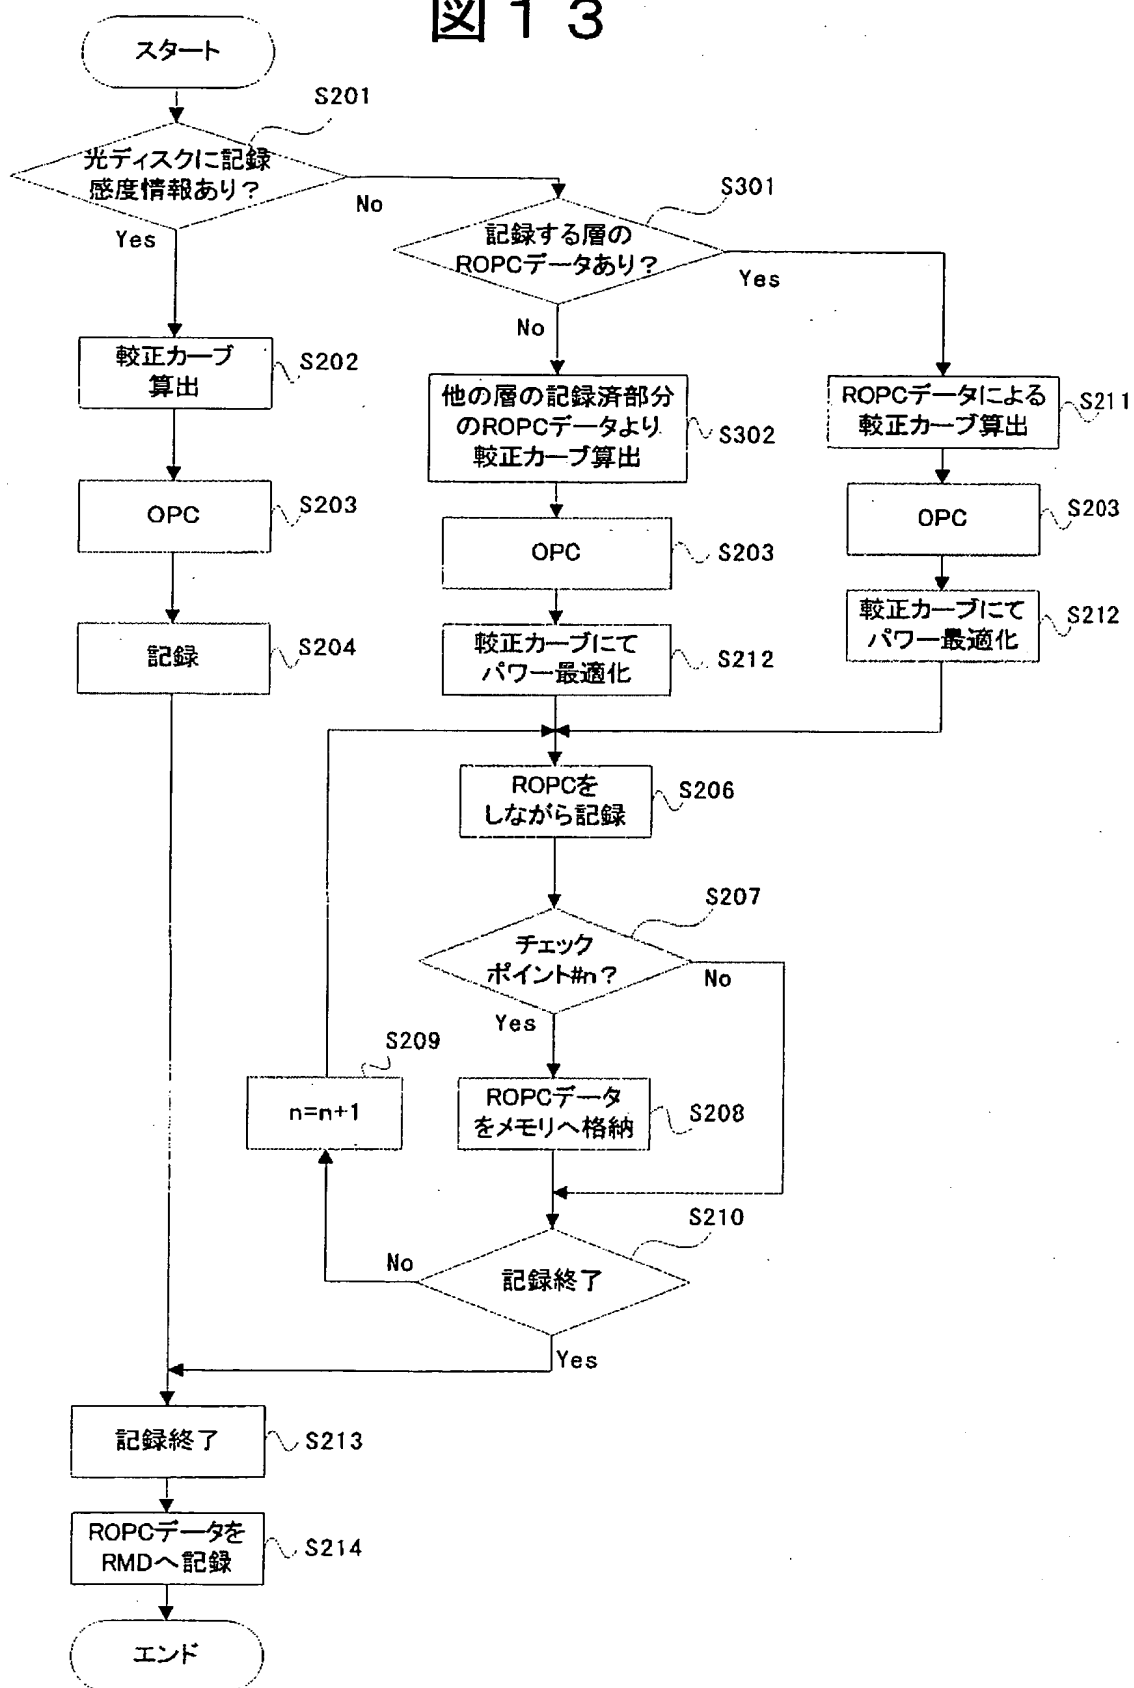 図13
スタート
S201
光ディスクに記録
感度情報あり？
No
Yes
S301
記録する層の
ROPCデータあり？
Yes
No
較正カーブ
算出
S202
他の層の記録済部分
のROPCデータより
較正カーブ算出
S302
ROPCデータによる
較正カーブ算出
S211
OPC
S203
OPC
S203
OPC
S203
記録
S204
較正カーブにて
パワー最適化
S212
較正カーブにて
パワー最適化
S212
ROPCを
しながら記録
S206
S207
チェック
ポイント#n？
No
Yes
S209
n=n+1
ROPCデータ
をメモリへ格納
S208
S210
記録終了
No
Yes
記録終了
S213
ROPCデータを
RMDへ記録
S214
エンド